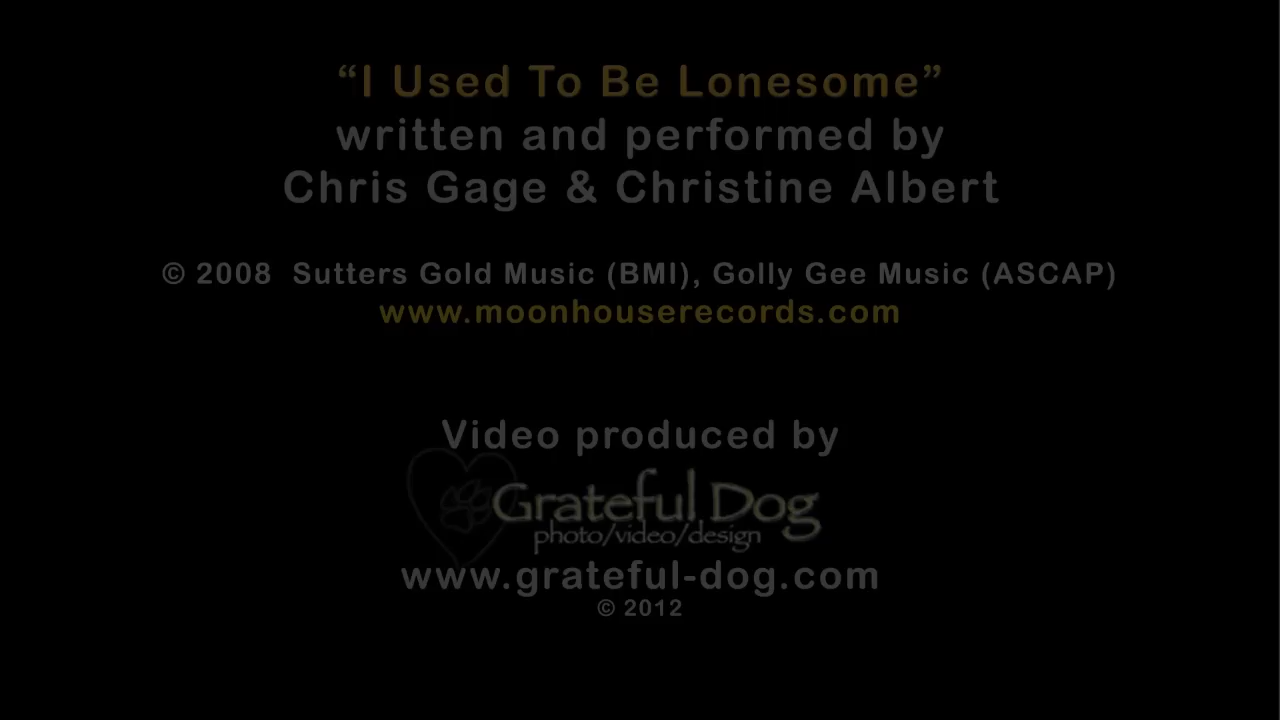 “I Used To Be Lonesome”
written and performed by
Chris Gage & Christine Albert
© 2008 Sutters Gold Music (BMI), Golly Gee Music (ASCAP)
www.moonhouserecords.com
Video produced by
Grateful Dog
photo/video/design
www.grateful-dog.com
© 2012